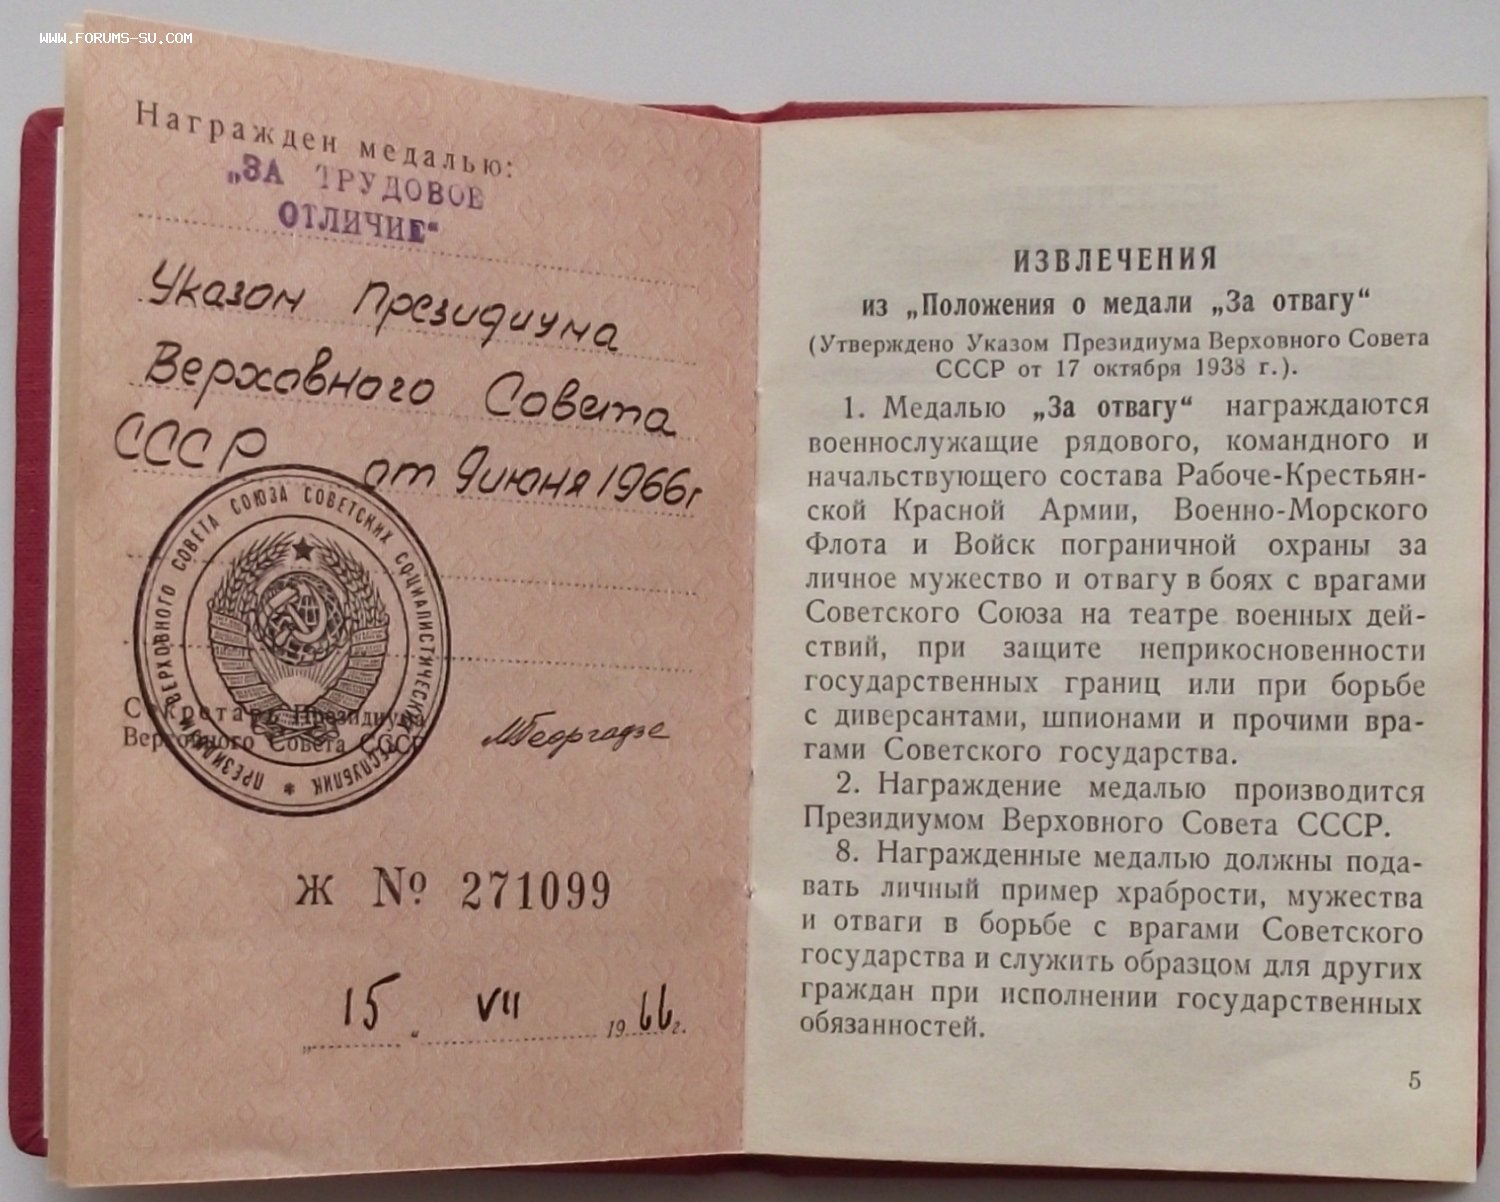 www.FORUMS-SU.COM
Награжден медалью:
„ЗА ТРУДОВОЕ
ОТЛИЧИЕ“
Указом Президиума
Верховного Совета
СССР от 9 июня 1966г
ПРЕЗИДИУМ ВЕРХОВНОГО СОВЕТА СОЮЗА СОВЕТСКИХ СОЦИАЛИСТИЧЕСКИХ РЕСПУБЛИК *
Секретарь Президиума
Верховного Совета СССР
МГеоргадзе
Ж № 271099
„15“ VII 1966г.
ИЗВЛЕЧЕНИЯ
из „Положения о медали „За отвагу“
(Утверждено Указом Президиума Верховного Совета
СССР от 17 октября 1938 г.).
1. Медалью „За отвагу“ награждаются
военнослужащие рядового, командного и
начальствующего состава Рабоче-Крестьян-
ской Красной Армии, Военно-Морского
Флота и Войск пограничной охраны за
личное мужество и отвагу в боях с врагами
Советского Союза на театре военных дей-
ствий, при защите неприкосновенности
государственных границ или при борьбе
с диверсантами, шпионами и прочими вра-
гами Советского государства.
2. Награждение медалью производится
Президиумом Верховного Совета СССР.
8. Награжденные медалью должны пода-
вать личный пример храбрости, мужества
и отваги в борьбе с врагами Советского
государства и служить образцом для других
граждан при исполнении государственных
обязанностей.
5